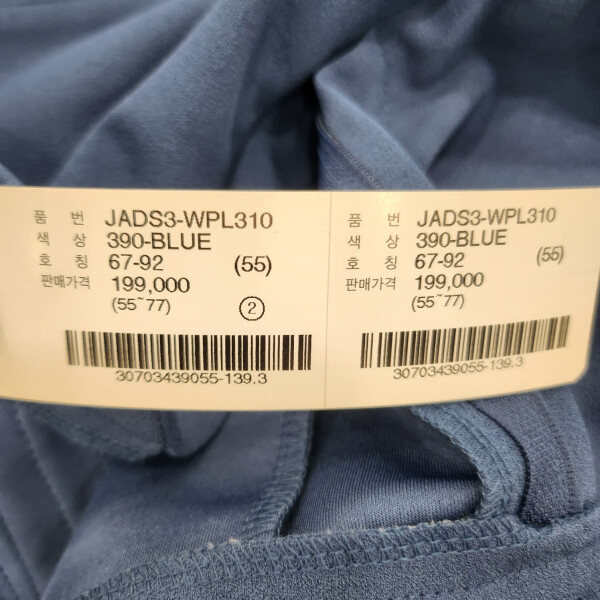 품 번 JADS3-WPL310
색 상 390-BLUE
호 칭 67-92 (55)
판매가격 199,000
(55~77) ②
30703439055-139.3
품 번 JADS3-WPL310
색 상 390-BLUE
호 칭 67-92 (55)
판매가격 199,000
(55~77)
30703439055-139.3